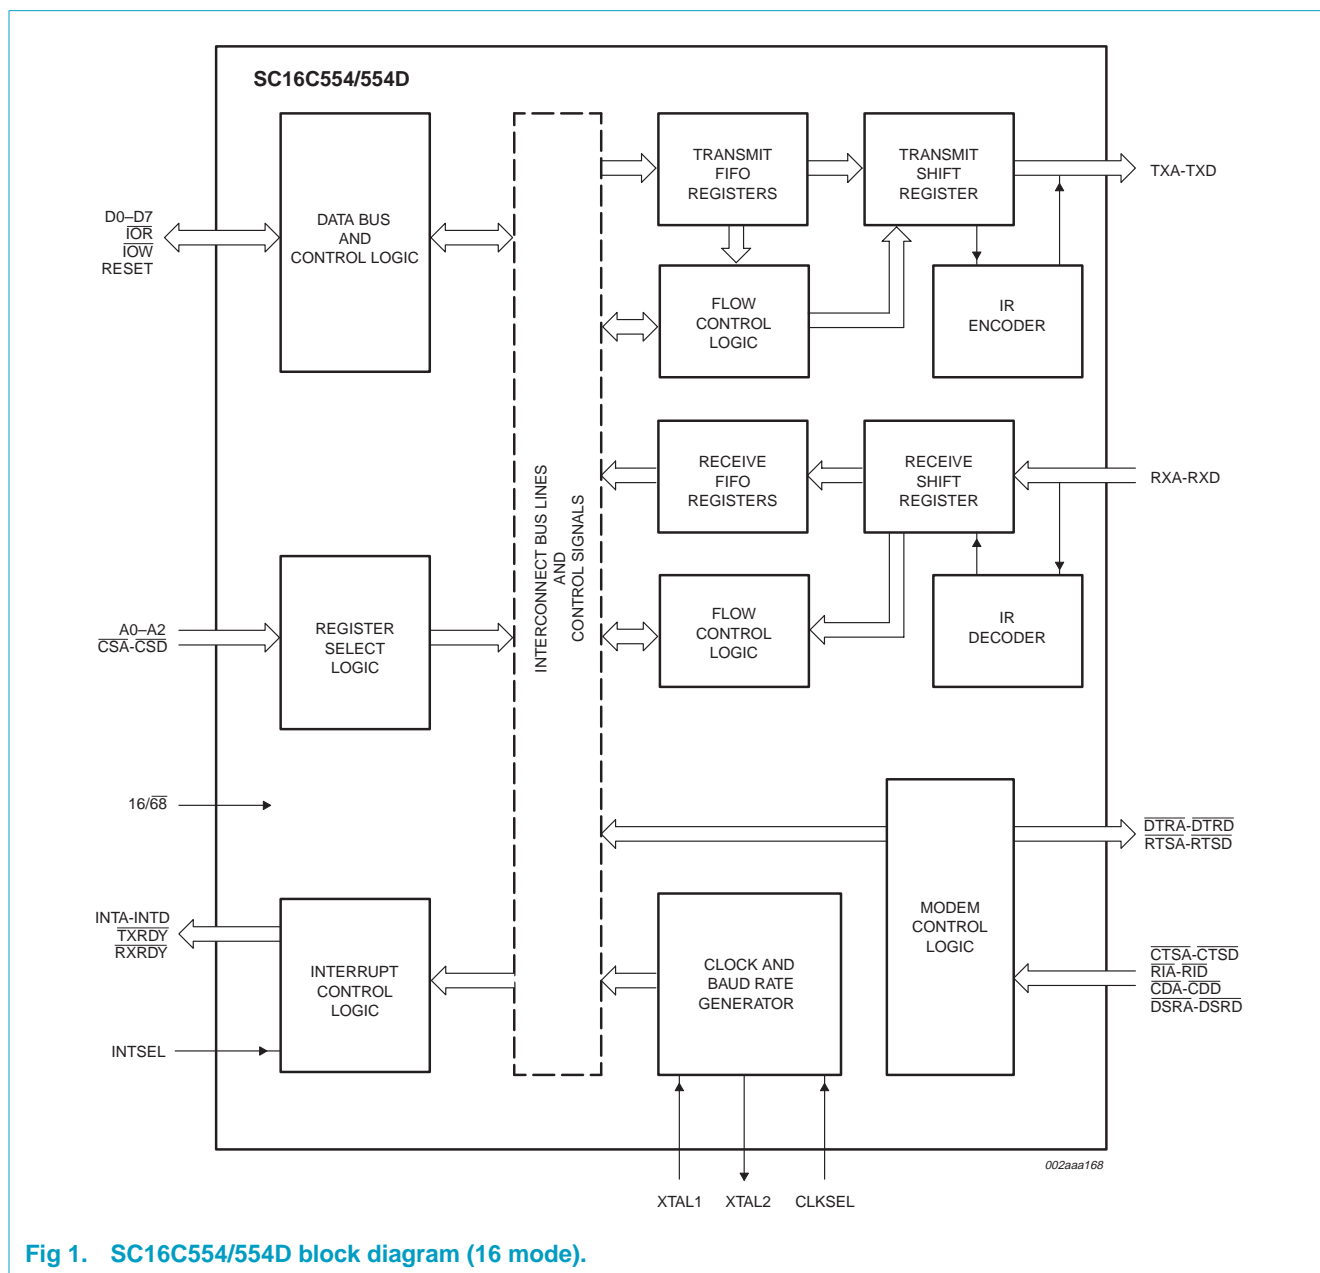 SC16C554/554D
D0–D7
IOR
IOW
RESET
DATA BUS
AND
CONTROL LOGIC
A0–A2
CSA-CSD
REGISTER
SELECT
LOGIC
16/68
INTA-INTD
TXRDY
RXRDY
INTSEL
INTERRUPT
CONTROL
LOGIC
INTERCONNECT BUS LINES
AND
CONTROL SIGNALS
TRANSMIT
FIFO
REGISTERS
TRANSMIT
SHIFT
REGISTER
TXA-TXD
FLOW
CONTROL
LOGIC
IR
ENCODER
RECEIVE
FIFO
REGISTERS
RECEIVE
SHIFT
REGISTER
RXA-RXD
FLOW
CONTROL
LOGIC
IR
DECODER
MODEM
CONTROL
LOGIC
DTRA-DTRD
RTSA-RTSD
CTSA-CTSD
RIA-RID
CDA-CDD
DSRA-DSRD
CLOCK AND
BAUD RATE
GENERATOR
XTAL1
XTAL2
CLKSEL
002aaa168
Fig 1. SC16C554/554D block diagram (16 mode).